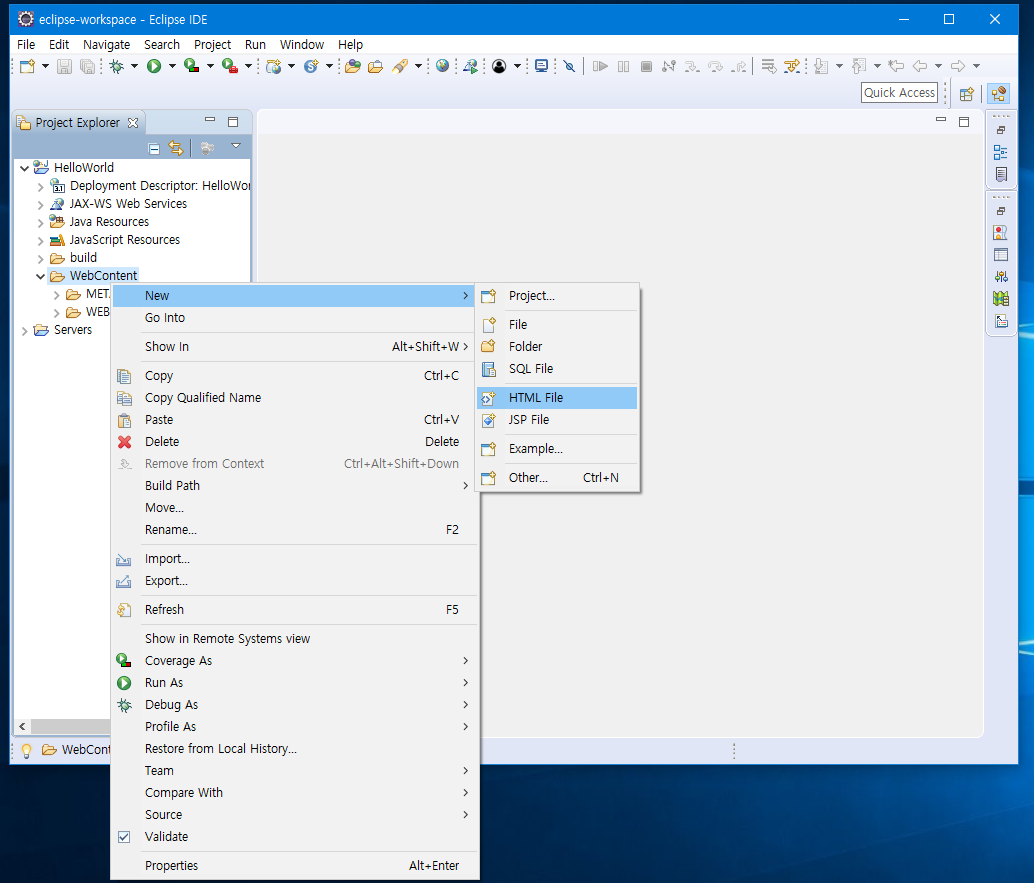 eclipse-workspace - Eclipse IDE
File Edit Navigate Search Project Run Window Help
Quick Access
Project Explorer
HelloWorld
3.1 Deployment Descriptor: HelloWor
JAX-WS Web Services
Java Resources
JavaScript Resources
build
WebContent
MET
WEB
Servers
WebCont
New
Go Into
Show In Alt+Shift+W
Copy Ctrl+C
Copy Qualified Name
Paste Ctrl+V
Delete Delete
Remove from Context Ctrl+Alt+Shift+Down
Build Path
Move...
Rename... F2
Import...
Export...
Refresh F5
Show in Remote Systems view
Coverage As
Run As
Debug As
Profile As
Restore from Local History...
Team
Compare With
Source
Validate
Properties Alt+Enter
Project...
File
Folder
SQL File
HTML File
JSP File
Example...
Other... Ctrl+N